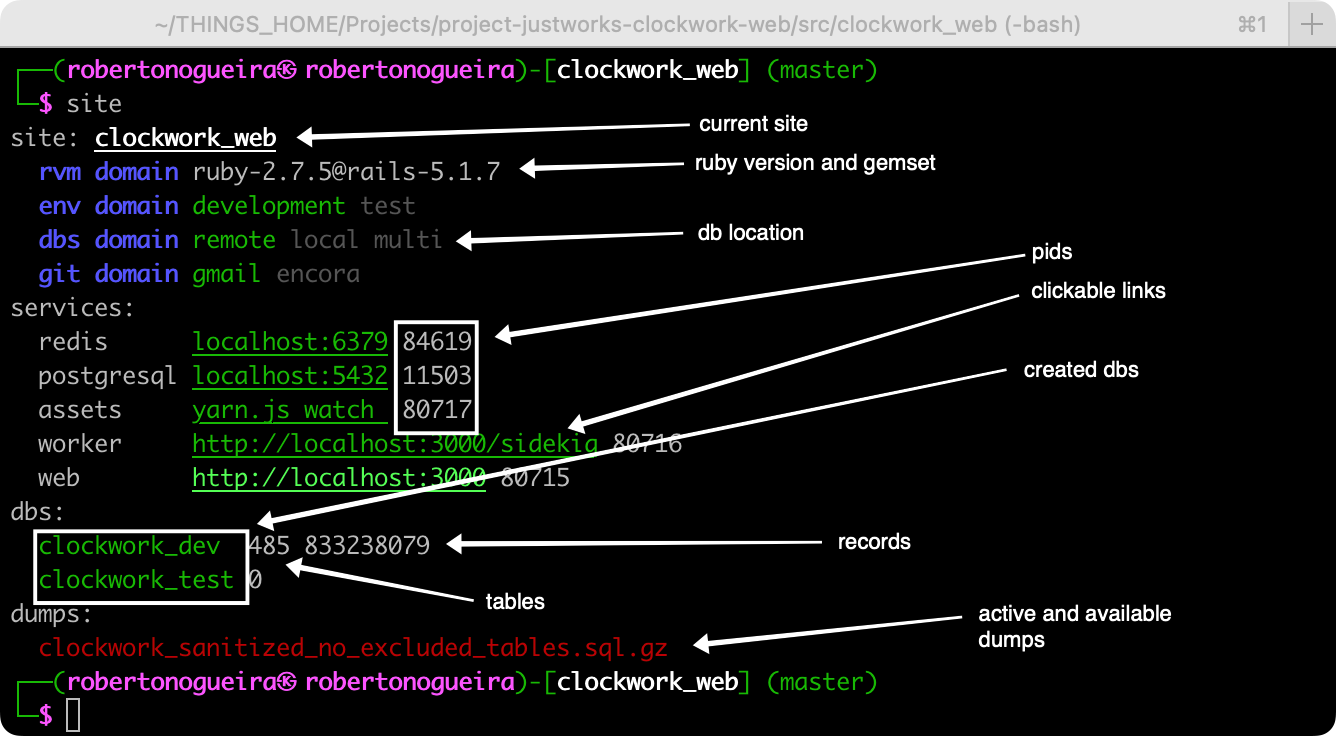 ~/THINGS_HOME/Projects/project-justworks-clockwork-web/src/clockwork_web (-bash) ⌘1 +
┌──(robertonogueira㉿ robertonogueira)-[clockwork_web] (master)
└─$ site
site: clockwork_web current site
rvm domain ruby-2.7.5@rails-5.1.7 ruby version and gemset
env domain development test
dbs domain remote local multi db location
git domain gmail encora
pids
clickable links
services:
redis localhost:6379 84619
postgresql localhost:5432 11503 created dbs
assets yarn.js watch 80717
worker http://localhost:3000/sidekiq 80716
web http://localhost:3000 80715
dbs:
clockwork_dev 485 833238079 records
clockwork_test 0
tables
dumps: active and available
dumps
clockwork_sanitized_no_excluded_tables.sql.gz
┌──(robertonogueira㉿ robertonogueira)-[clockwork_web] (master)
└─$